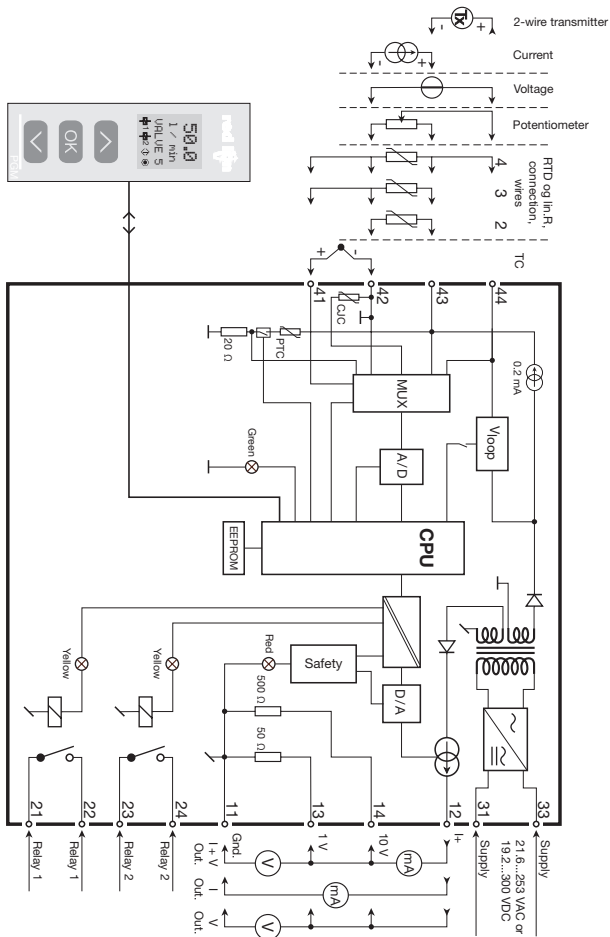 2-wire transmitter
Tx
- +
Current
- +
Voltage
Potentiometer
RTD og lin.R,
connection,
wires
4 3 2
TC
+ -
44
43
42
41
CJC
PTC
20 Ω
0.2 mA
MUX
Vloop
A/D
Green
CPU
EEPROM
Yellow
Yellow
Red
Safety
D/A
500 Ω
50 Ω
21
22
23
24
11
13
14
12
31
33
Relay 1
Relay 1
Relay 2
Relay 2
Gnd.
1 V
10 V
I+
Supply
Supply
21.6...253 VAC or
19.2...300 VDC
V
mA
I + V
Out.
mA
I
Out.
V
V
Out.
50.0
l / min
VALVE 5
1 2
OK